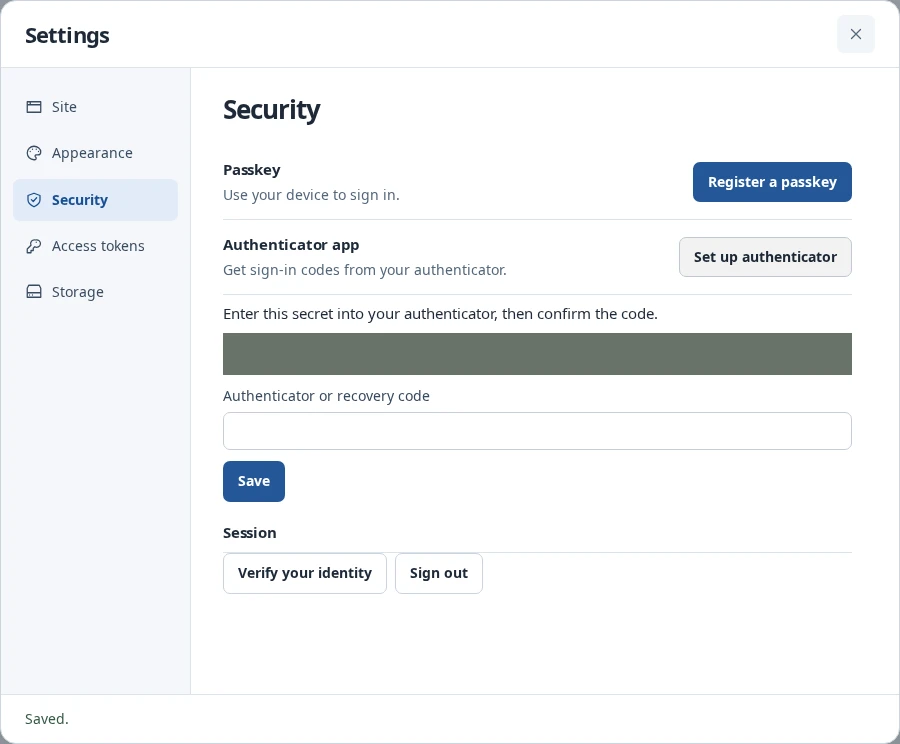 Settings
Site
Appearance
Security
Access tokens
Storage
Security
Passkey
Use your device to sign in.
Register a passkey
Authenticator app
Get sign-in codes from your authenticator.
Set up authenticator
Enter this secret into your authenticator, then confirm the code.
Authenticator or recovery code
Save
Session
Verify your identity
Sign out
Saved.